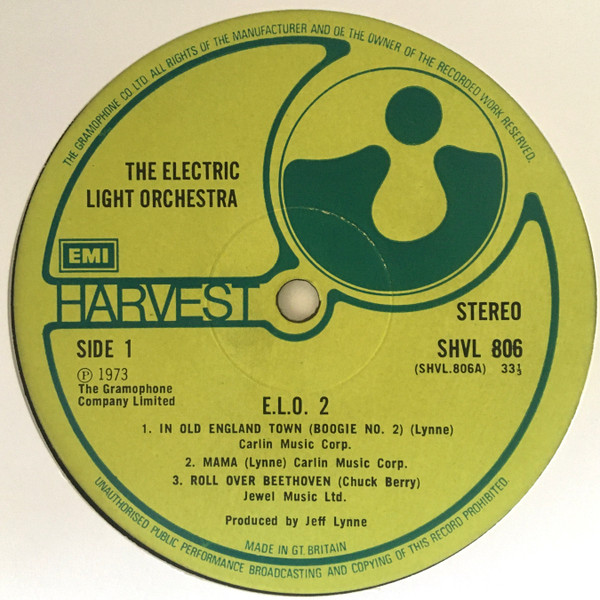 THE GRAMOPHONE CO LTD. ALL RIGHTS OF THE MANUFACTURER AND OF THE OWNER OF THE RECORDED WORK RESERVED.
THE ELECTRIC
LIGHT ORCHESTRA
EMI
HARVEST
STEREO
SIDE 1
SHVL 806
(SHVL.806A) 33⅓
Ⓟ 1973
The Gramophone
Company Limited
E.L.O. 2
1. IN OLD ENGLAND TOWN (BOOGIE NO. 2) (Lynne)
Carlin Music Corp.
2. MAMA (Lynne) Carlin Music Corp.
3. ROLL OVER BEETHOVEN (Chuck Berry)
Jewel Music Ltd.
Produced by Jeff Lynne
MADE IN GT. BRITAIN
UNAUTHORISED PUBLIC PERFORMANCE BROADCASTING AND COPYING OF THIS RECORD PROHIBITED.